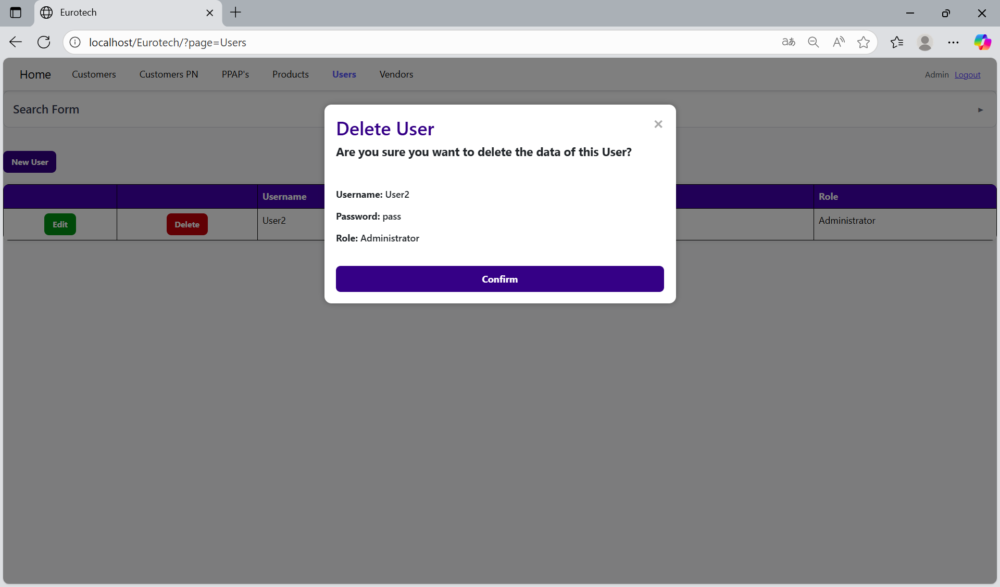 Eurotech
localhost/Eurotech/?page=Users
aあ
Home Customers Customers PN PPAP's Products Users Vendors Admin Logout
Search Form
Delete User
Are you sure you want to delete the data of this User?
Username: User2
Password: pass
Role: Administrator
Confirm
New User
Username Role
Edit Delete User2 Administrator